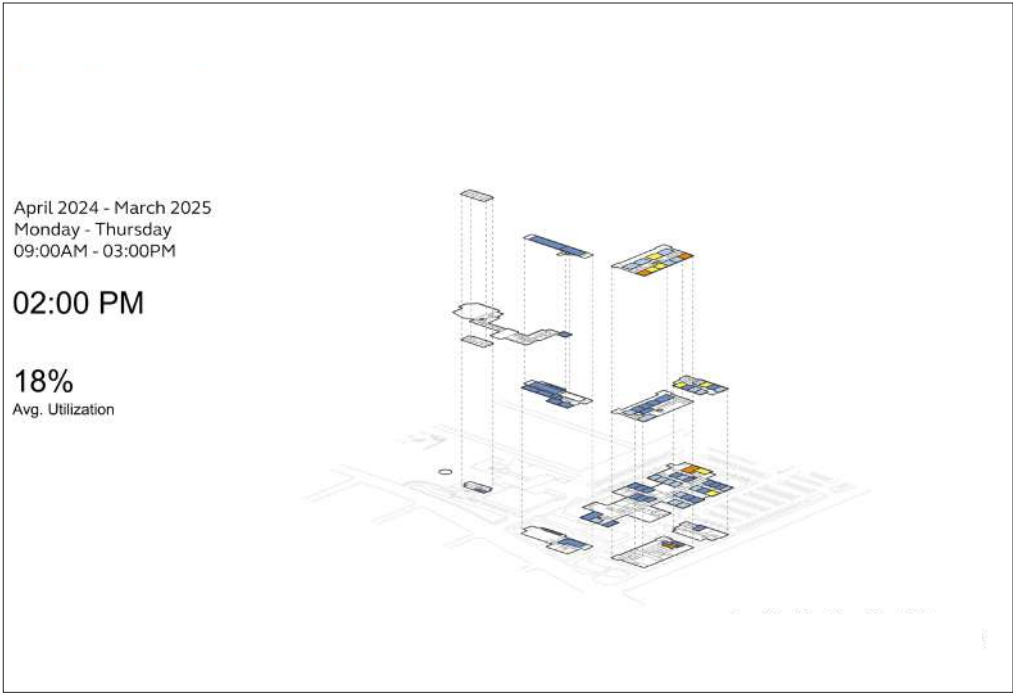 April 2024 - March 2025
Monday - Thursday
09:00AM - 03:00PM
02:00 PM
18%
Avg. Utilization